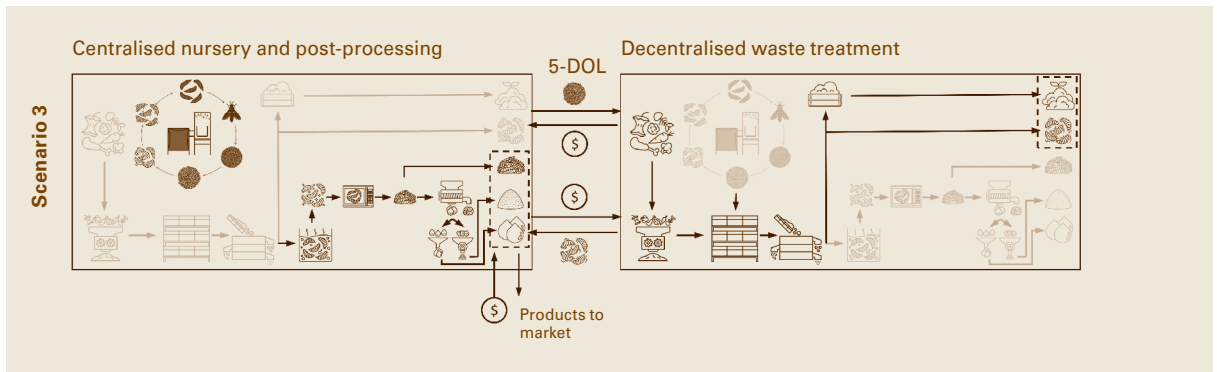 Scenario 3
Centralised nursery and post-processing
5-DOL
Decentralised waste treatment
$
$
$
Products to
market